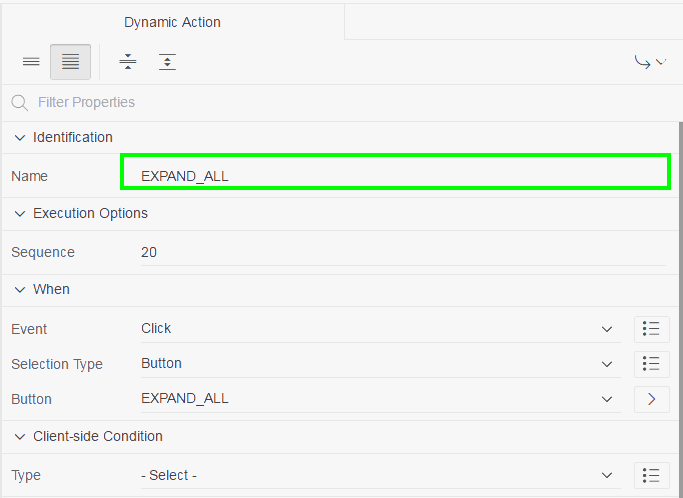 Dynamic Action
Filter Properties
Identification
Name EXPAND_ALL
Execution Options
Sequence 20
When
Event Click
Selection Type Button
Button EXPAND_ALL
Client-side Condition
Type - Select -